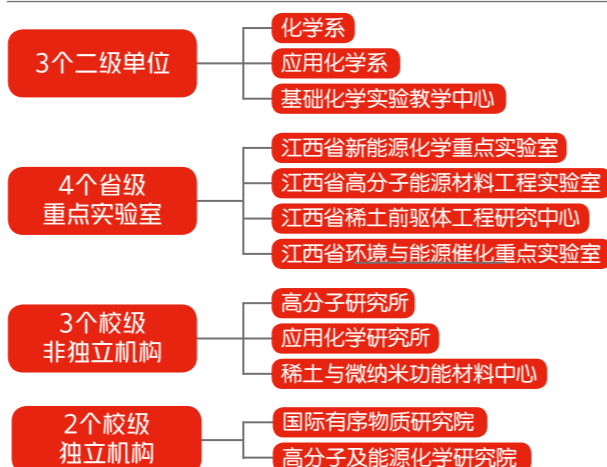 3个二级单位
化学系
应用化学系
基础化学实验教学中心
4个省级
重点实验室
江西省新能源化学重点实验室
江西省高分子能源材料工程实验室
江西省稀土前驱体工程研究中心
江西省环境与能源催化重点实验室
3个校级
非独立机构
高分子研究所
应用化学研究所
稀土与微纳米功能材料中心
2个校级
独立机构
国际有序物质研究院
高分子及能源化学研究院